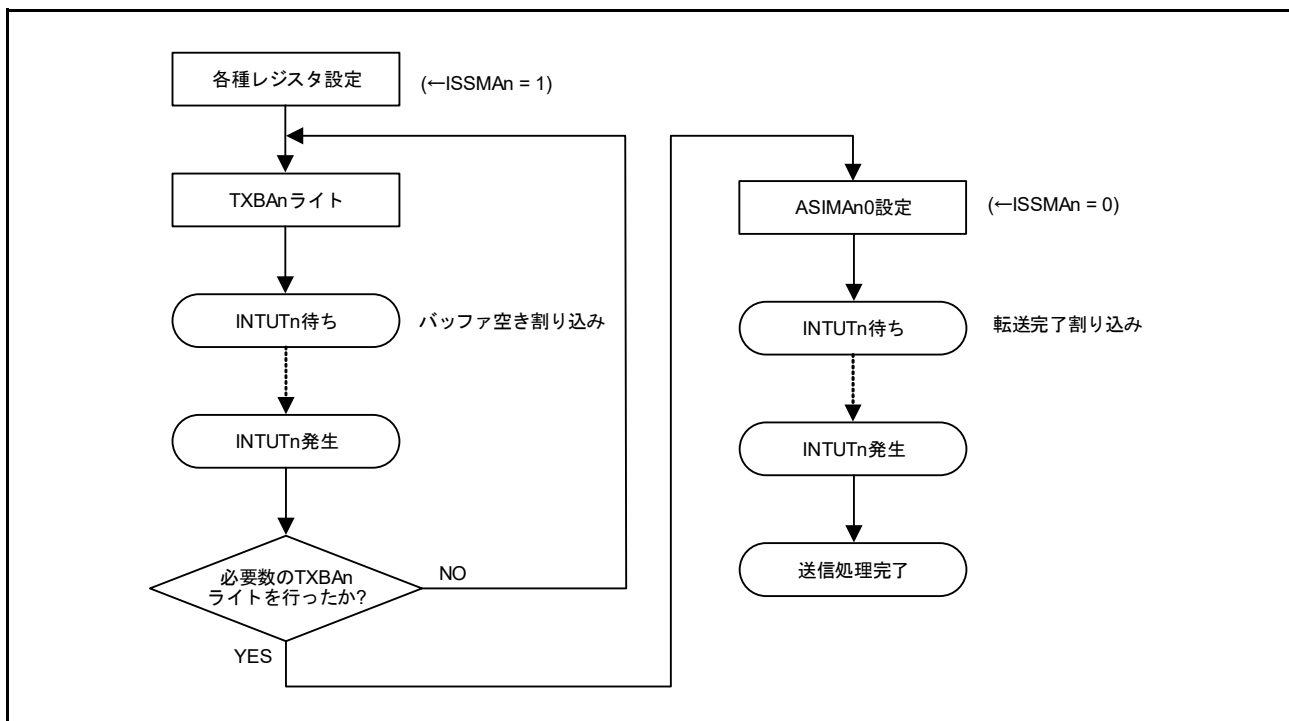 各種レジスタ設定
(←ISSMAn = 1)
TXBAnライト
INTUTn待ち
バッファ空き割り込み
INTUTn発生
必要数のTXBAn
ライトを行ったか?
NO
YES
ASIMAn0設定
(←ISSMAn = 0)
INTUTn待ち
転送完了割り込み
INTUTn発生
送信処理完了